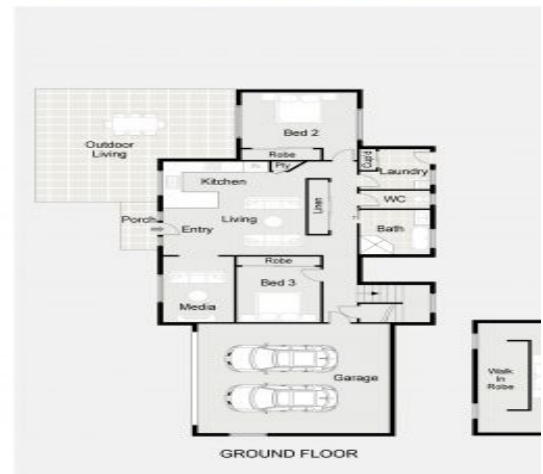 Bed 2
Outdoor
Living
Robe
Pty
Cup'd
Laundry
Kitchen
WC
Linen
Porch
Entry
Living
Bath
Robe
Bed 3
Media
Garage
Walk
In
Robe
GROUND FLOOR